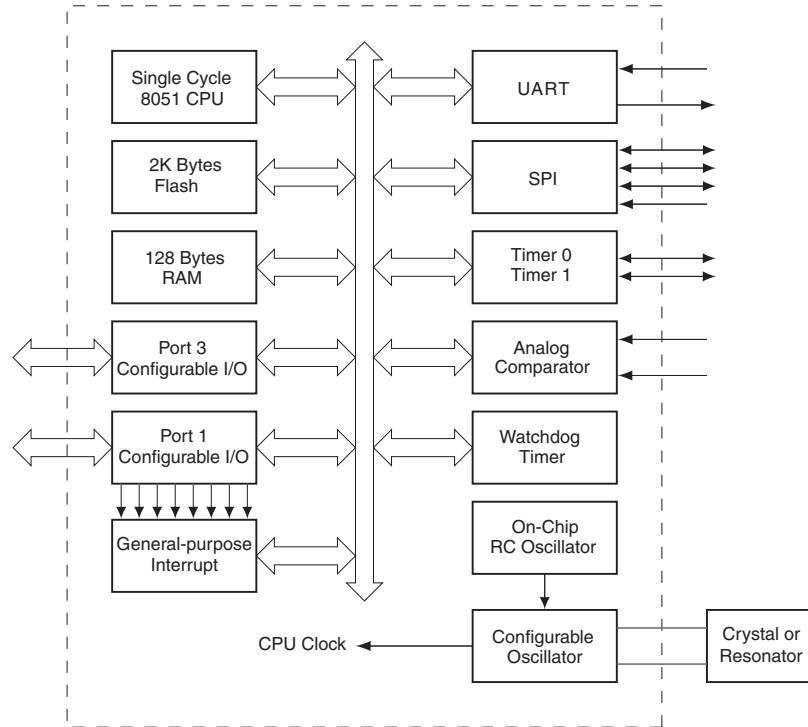 Single Cycle
8051 CPU
UART
2K Bytes
Flash
SPI
128 Bytes
RAM
Timer 0
Timer 1
Port 3
Configurable I/O
Analog
Comparator
Port 1
Configurable I/O
Watchdog
Timer
General-purpose
Interrupt
On-Chip
RC Oscillator
CPU Clock
Configurable
Oscillator
Crystal or
Resonator